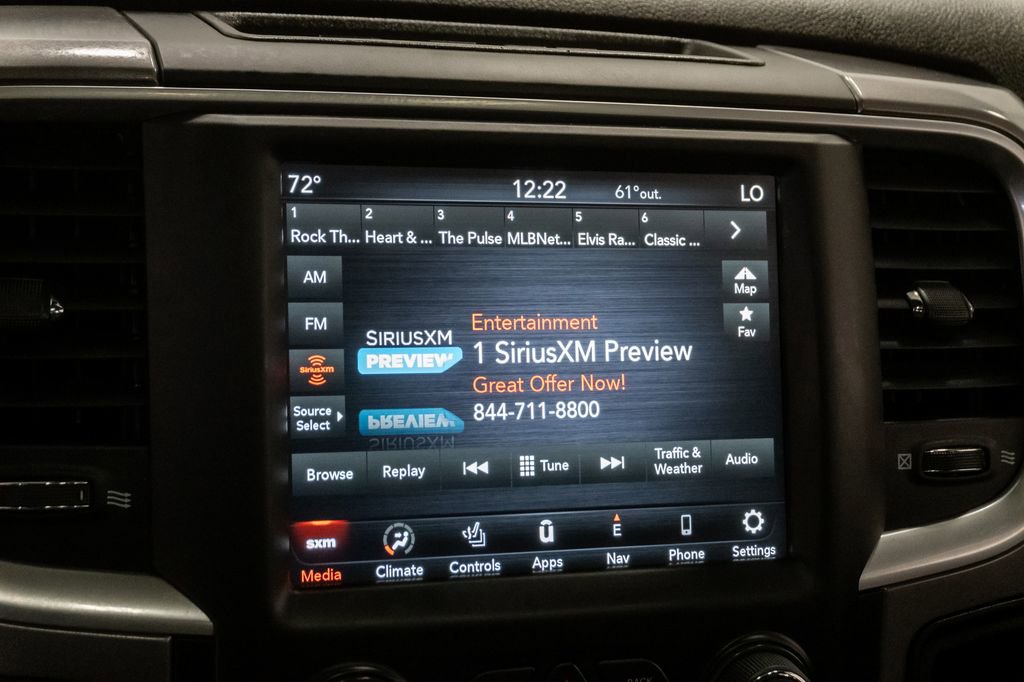 72° 12:22 61°out. LO
1 2 3 4 5 6
Rock Th... Heart & ... The Pulse MLBNet... Elvis Ra... Classic ...
AM
Map
FM
Fav
SiriusXm
Source
Select
SIRIUSXM
PREVIEW
Entertainment
1 SiriusXM Preview
Great Offer Now!
844-711-8800
Browse Replay Tune Traffic &
Weather Audio
sxm
E
Media Climate Controls Apps Nav Phone Settings
BACK